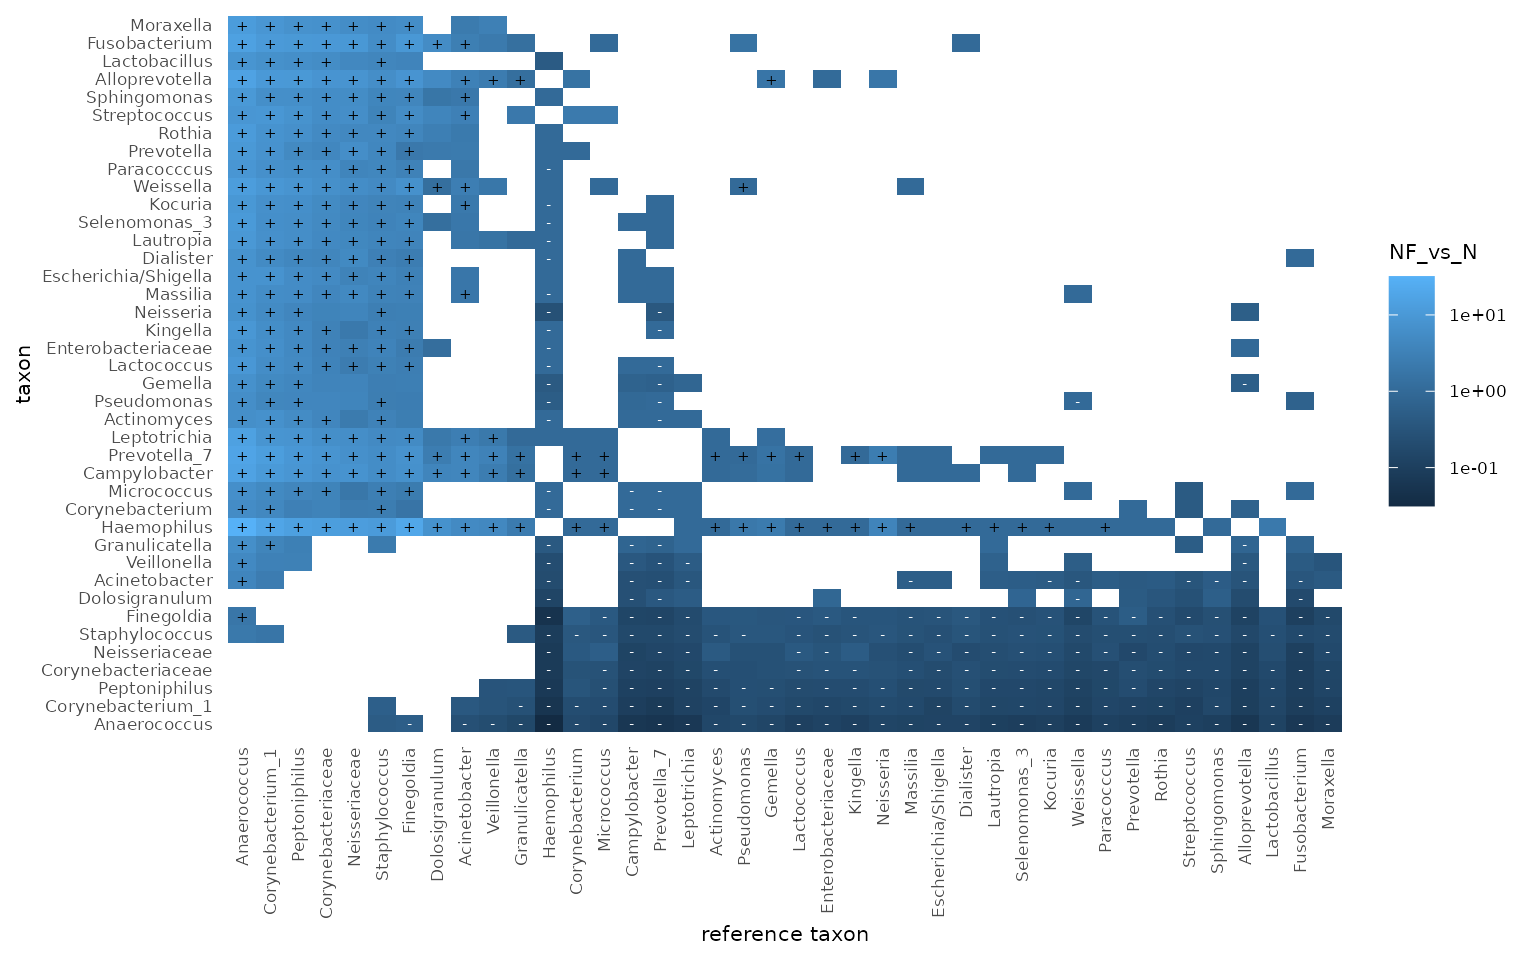 Moraxella
Fusobacterium
Lactobacillus
Alloprevotella
Sphingomonas
Streptococcus
Rothia
Prevotella
Paracocccus
Weissella
Kocuria
Selenomonas_3
Lautropia
Dialister
Escherichia/Shigella
Massilia
Neisseria
Kingella
Enterobacteriaceae
Lactococcus
Gemella
Pseudomonas
Actinomyces
Leptotrichia
Prevotella_7
Campylobacter
Micrococcus
Corynebacterium
Haemophilus
Granulicatella
Veillonella
Acinetobacter
Dolosigranulum
Finegoldia
Staphylococcus
Neisseriaceae
Corynebacteriaceae
Peptoniphilus
Corynebacterium_1
Anaerococcus
taxon
Anaerococcus
Corynebacterium_1
Peptoniphilus
Corynebacteriaceae
Neisseriaceae
Staphylococcus
Finegoldia
Dolosigranulum
Acinetobacter
Veillonella
Granulicatella
Haemophilus
Corynebacterium
Micrococcus
Campylobacter
Prevotella_7
Leptotrichia
Actinomyces
Pseudomonas
Gemella
Lactococcus
Enterobacteriaceae
Kingella
Neisseria
Massilia
Escherichia/Shigella
Dialister
Lautropia
Selenomonas_3
Kocuria
Weissella
Paracocccus
Prevotella
Rothia
Streptococcus
Sphingomonas
Alloprevotella
Lactobacillus
Fusobacterium
Moraxella
reference taxon
NF_vs_N
1e+01
1e+00
1e-01